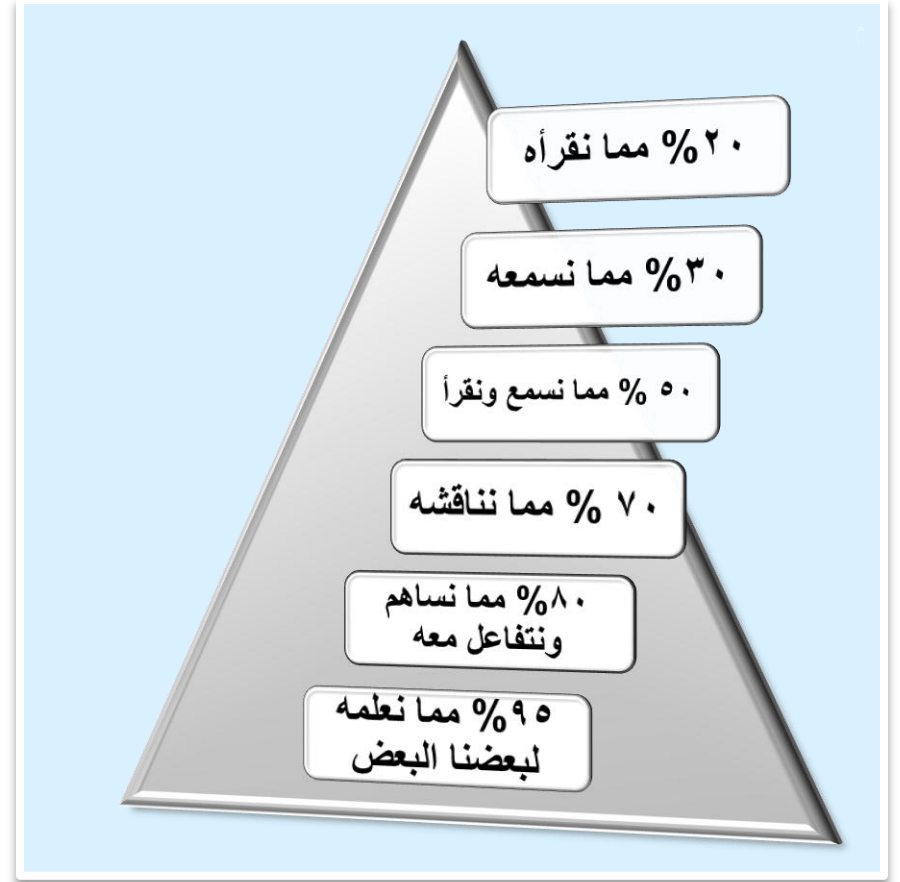 ٢٠% مما نقرأه
٣٠% مما نسمعه
٥٠ % مما نسمع ونقرأ
٧٠ % مما نناقشه
٨٠% مما نساهم
ونتفاعل معه
٩٥% مما نعلمه
لبعضنا البعض